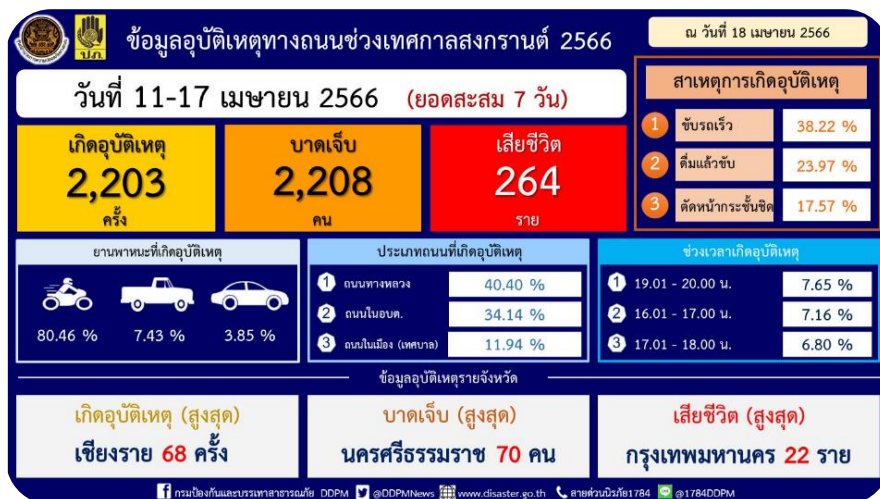 ปภ.
ข้อมูลอุบัติเหตุทางถนนช่วงเทศกาลสงกรานต์ 2566
ณ วันที่ 18 เมษายน 2566
วันที่ 11-17 เมษายน 2566 (ยอดสะสม 7 วัน)
เกิดอุบัติเหตุ
2,203
ครั้ง
บาดเจ็บ
2,208
คน
เสียชีวิต
264
ราย
สาเหตุการเกิดอุบัติเหตุ
1 ขับรถเร็ว 38.22 %
2 ดื่มแล้วขับ 23.97 %
3 ตัดหน้ากระชั้นชิด 17.57 %
ยานพาหนะที่เกิดอุบัติเหตุ
80.46 % 7.43 % 3.85 %
ประเภทถนนที่เกิดอุบัติเหตุ
1 ถนนทางหลวง 40.40 %
2 ถนนในอบต. 34.14 %
3 ถนนในเมือง (เทศบาล) 11.94 %
ช่วงเวลาเกิดอุบัติเหตุ
1 19.01 - 20.00 น. 7.65 %
2 16.01 - 17.00 น. 7.16 %
3 17.01 - 18.00 น. 6.80 %
ข้อมูลอุบัติเหตุรายจังหวัด
เกิดอุบัติเหตุ (สูงสุด)
เชียงราย 68 ครั้ง
บาดเจ็บ (สูงสุด)
นครศรีธรรมราช 70 คน
เสียชีวิต (สูงสุด)
กรุงเทพมหานคร 22 ราย
กรมป้องกันและบรรเทาสาธารณภัย DDPM @DDPMNews www.disaster.go.th สายด่วนนิรภัย1784 @1784DDPM